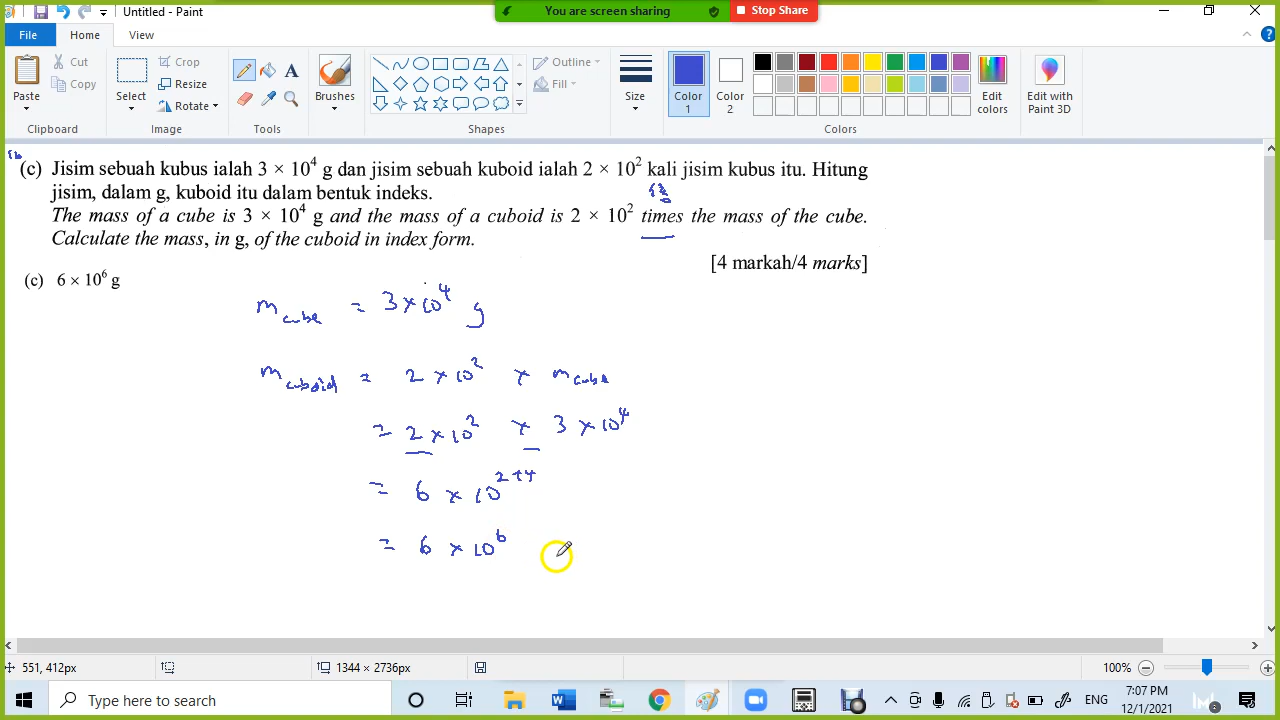 You are screen sharing
Stop Share
Untitled - Paint
File
Home
View
Paste
Cut
Copy
Clipboard
Select
Crop
Resize
Rotate
Image
A
Tools
Brushes
Outline
Fill
Shapes
Size
Color 1
Color 2
Edit colors
Edit with Paint 3D
Colors
(c) Jisim sebuah kubus ialah 3 × 10⁴ g dan jisim sebuah kuboid ialah 2 × 10² kali jisim kubus itu. Hitung
jisim, dalam g, kuboid itu dalam bentuk indeks.
The mass of a cube is 3 × 10⁴ g and the mass of a cuboid is 2 × 10² times the mass of the cube.
Calculate the mass, in g, of the cuboid in index form.
[4 markah/4 marks]
(c) 6 × 10⁶ g
m cube = 3 × 10⁴ g
m cuboid = 2 × 10² × m cube
= 2 × 10² × 3 × 10⁴
= 6 × 10²⁺⁴
= 6 × 10⁶
551, 412px
1344 × 2736px
100%
Type here to search
W
ENG
7:07 PM
12/1/2021